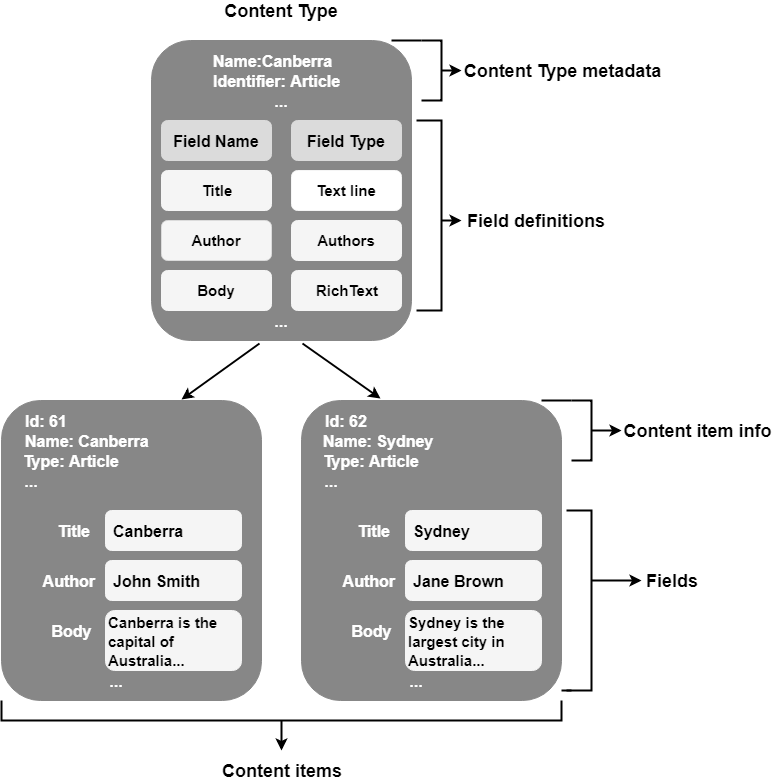 Content Type
Name:Canberra
Identifier: Article
...
Content Type metadata
Field Name
Field Type
Title
Text line
Author
Authors
Body
RichText
...
Field definitions
Id: 61
Name: Canberra
Type: Article
...
Title
Canberra
Author
John Smith
Body
Canberra is the
capital of
Australia...
...
Id: 62
Name: Sydney
Type: Article
...
Title
Sydney
Author
Jane Brown
Body
Sydney is the
largest city in
Australia...
...
Content item info
Fields
Content items